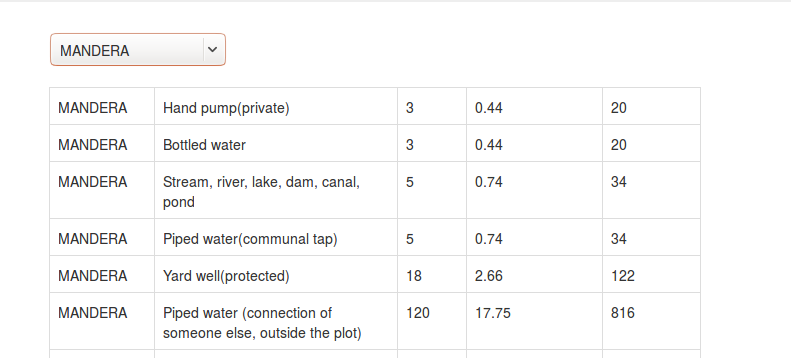 MANDERA
MANDERA Hand pump(private) 3 0.44 20
MANDERA Bottled water 3 0.44 20
MANDERA Stream, river, lake, dam, canal, 5 0.74 34
pond
MANDERA Piped water(communal tap) 5 0.74 34
MANDERA Yard well(protected) 18 2.66 122
MANDERA Piped water (connection of 120 17.75 816
someone else, outside the plot)